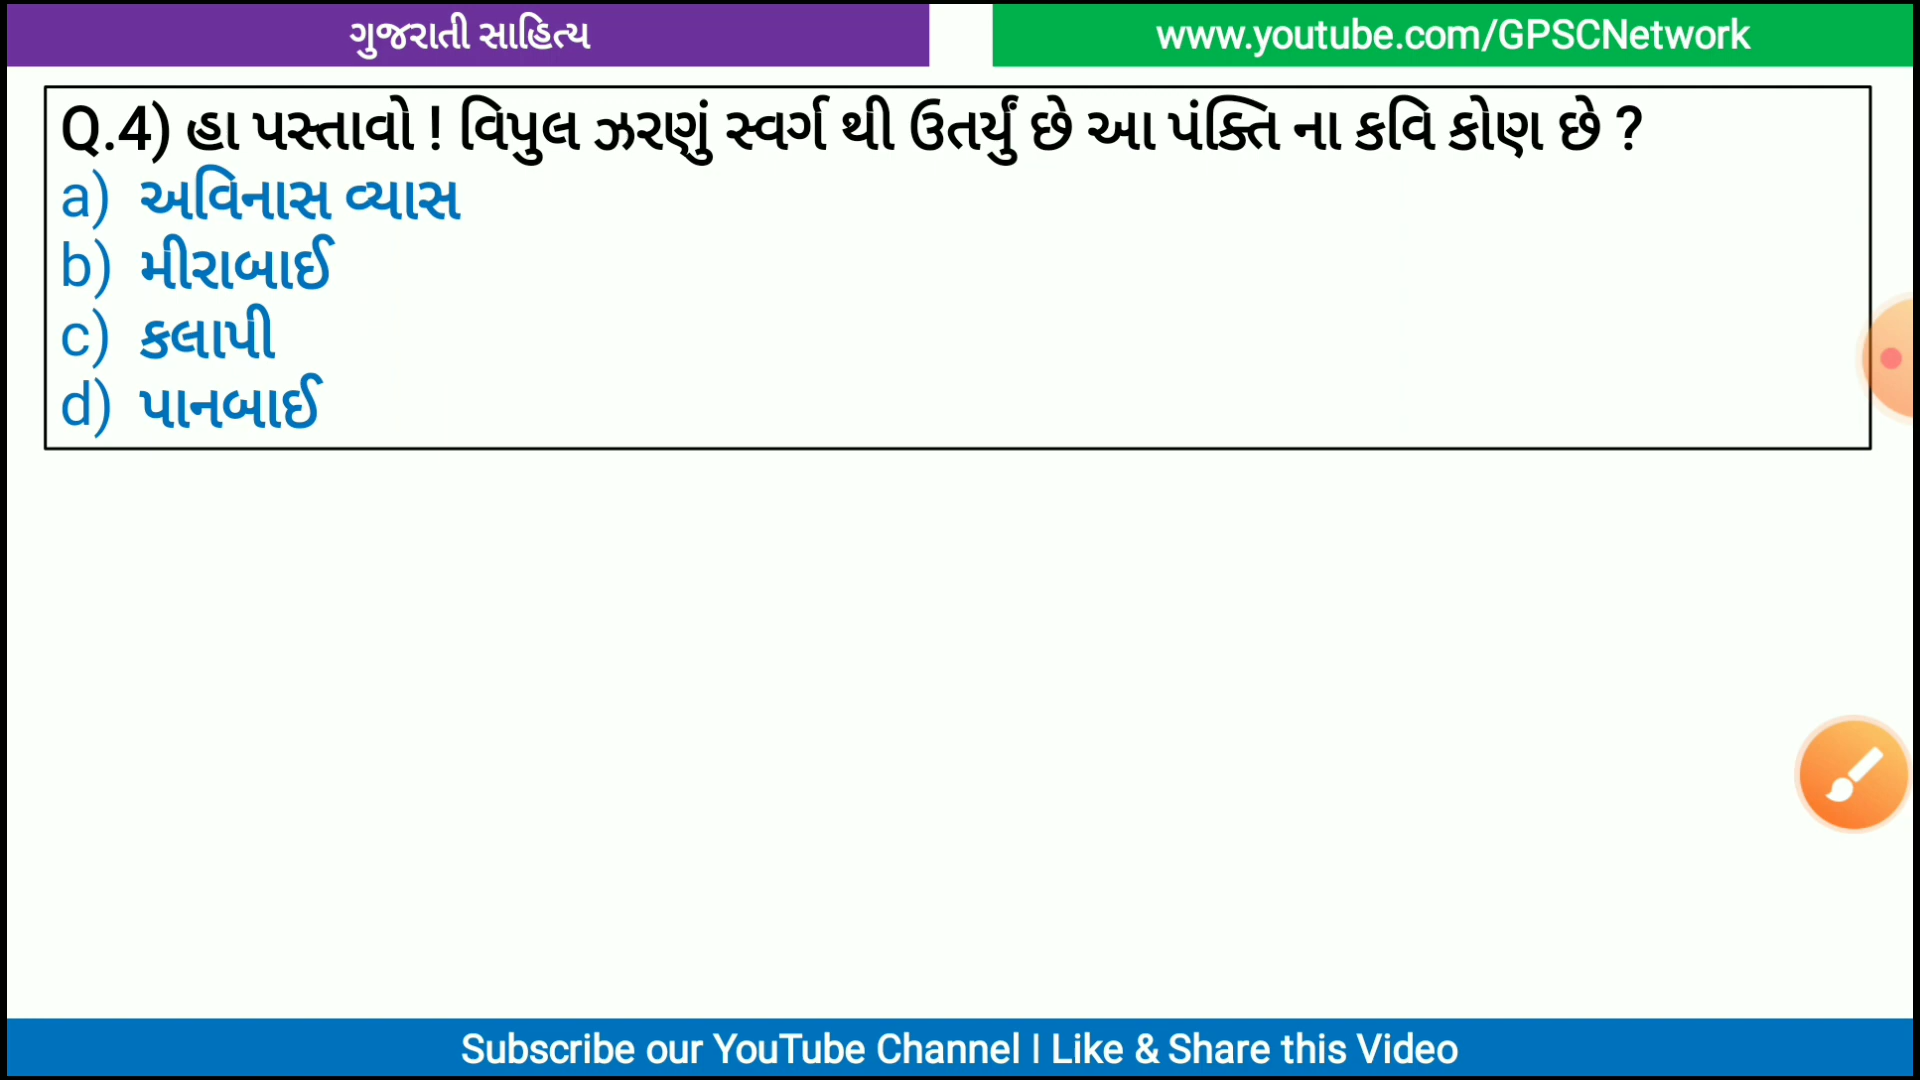 ગુજરાતી સાહિત્ય
www.youtube.com/GPSCNetwork
Q.4) હા પસ્તાવો ! વિપુલ ઝરણું સ્વર્ગ થી ઉતર્યું છે આ પંક્તિ ના કવિ કોણ છે ?
a) અવિનાસ વ્યાસ
b) મીરાબાઈ
c) કલાપી
d) પાનબાઈ
Subscribe our YouTube Channel I Like & Share this Video